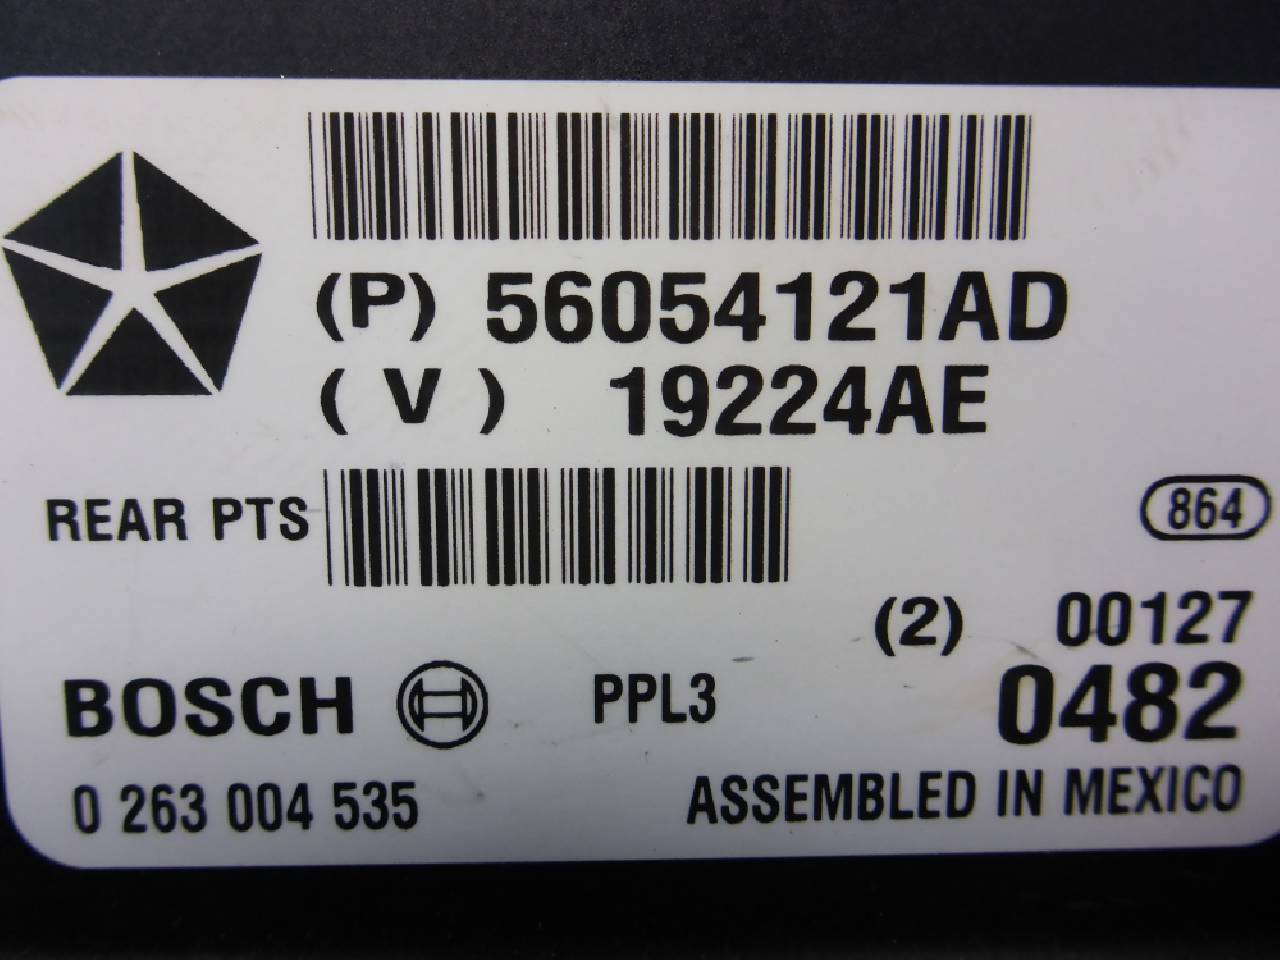 (P) 56054121AD
(V) 19224AE
REAR PTS
864
(2) 00127
BOSCH PPL3 0482
0 263 004 535 ASSEMBLED IN MEXICO